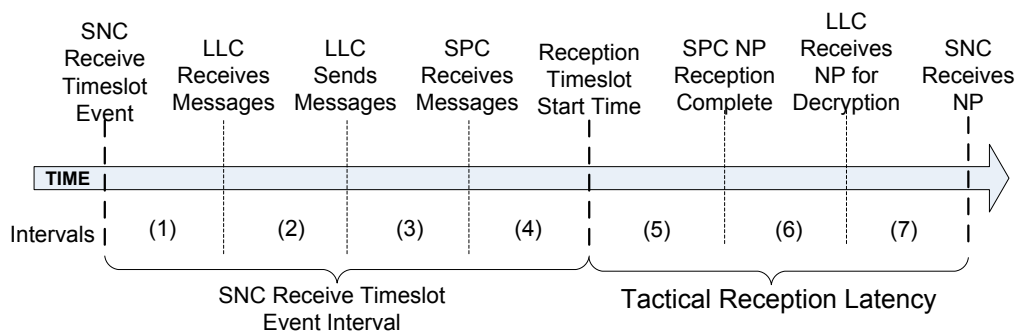 SNC
Receive
Timeslot
Event
LLC
Receives
Messages
LLC
Sends
Messages
SPC
Receives
Messages
Reception
Timeslot
Start Time
SPC NP
Reception
Complete
LLC
Receives
NP for
Decryption
SNC
Receives
NP
TIME
Intervals (1) (2) (3) (4) (5) (6) (7)
SNC Receive Timeslot
Event Interval
Tactical Reception Latency